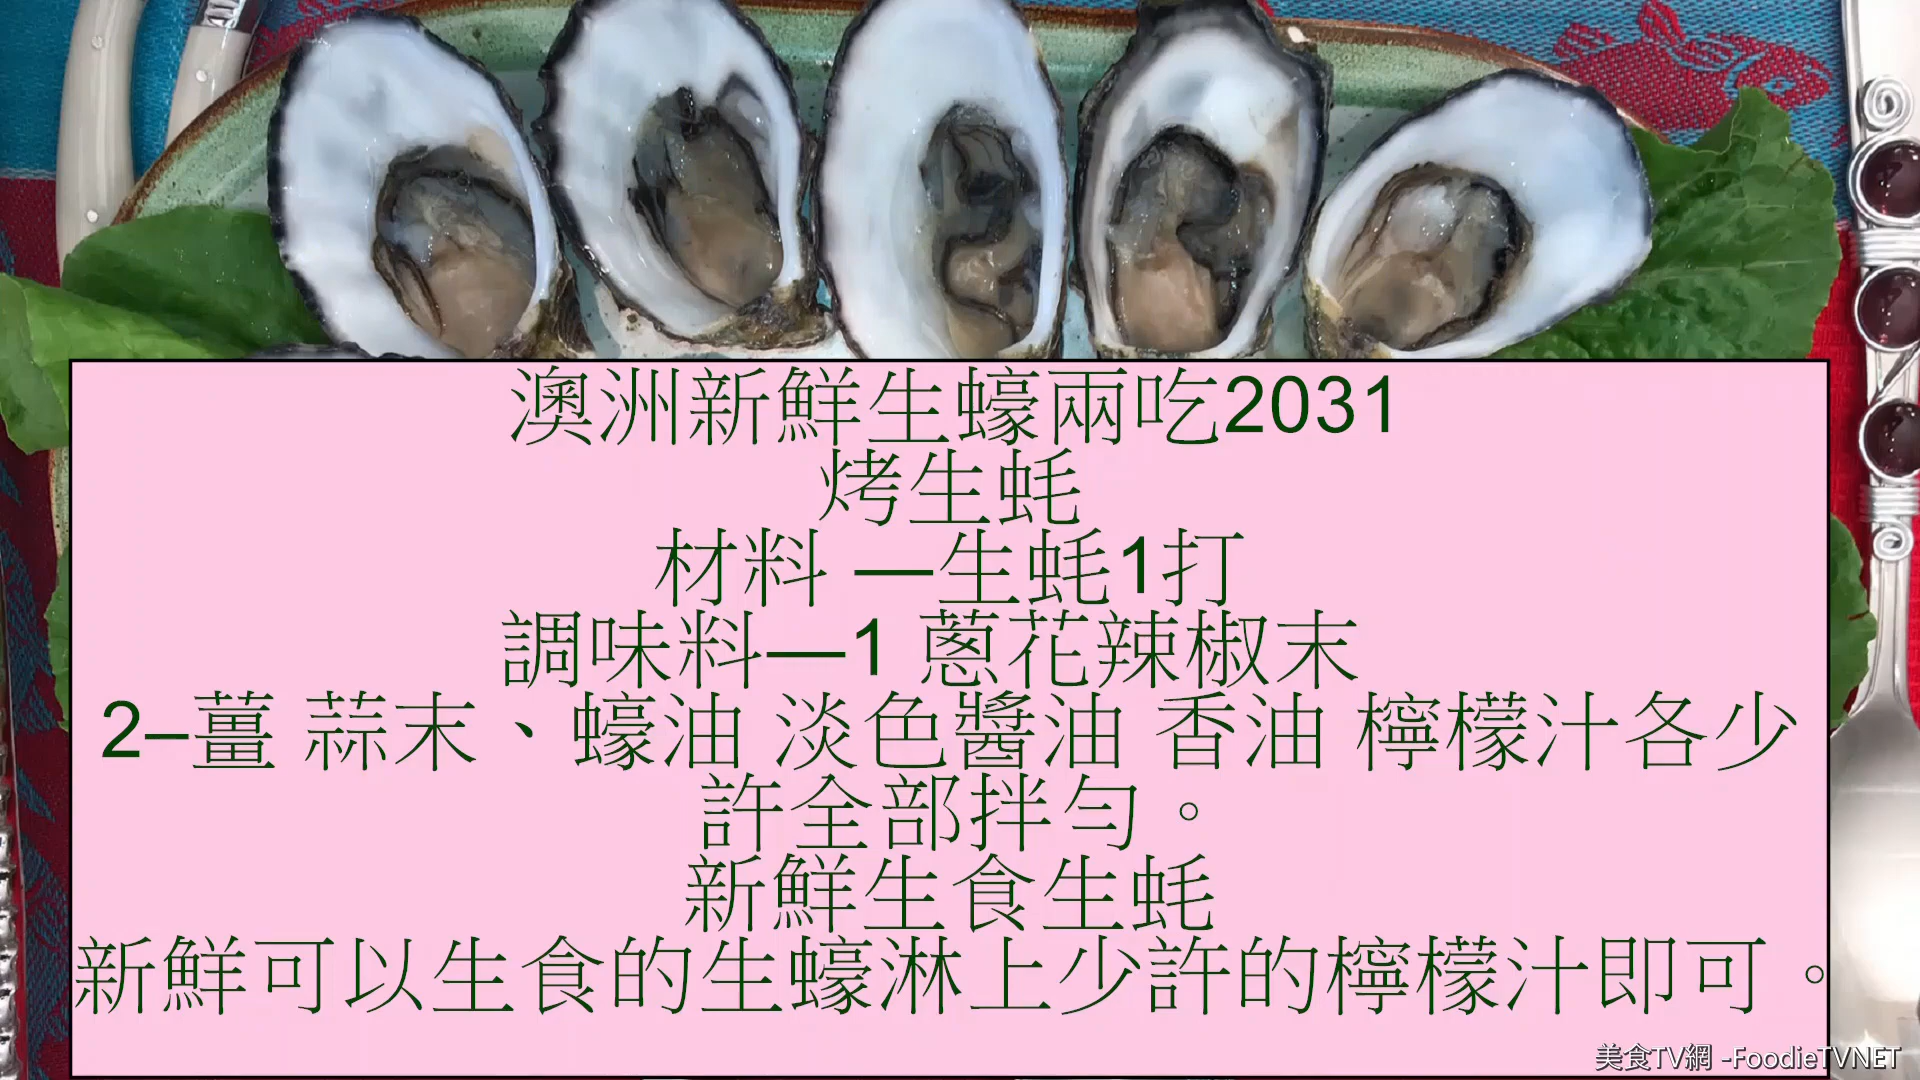 澳洲新鮮生蠔兩吃2031
烤生蚝
材料 —生蚝1打
調味料—1 蔥花辣椒末
2–薑 蒜末、蠔油 淡色醬油 香油 檸檬汁各少
許全部拌勻。
新鮮生食生蚝
新鮮可以生食的生蠔淋上少許的檸檬汁即可。
美食TV網 -FoodieTVNET